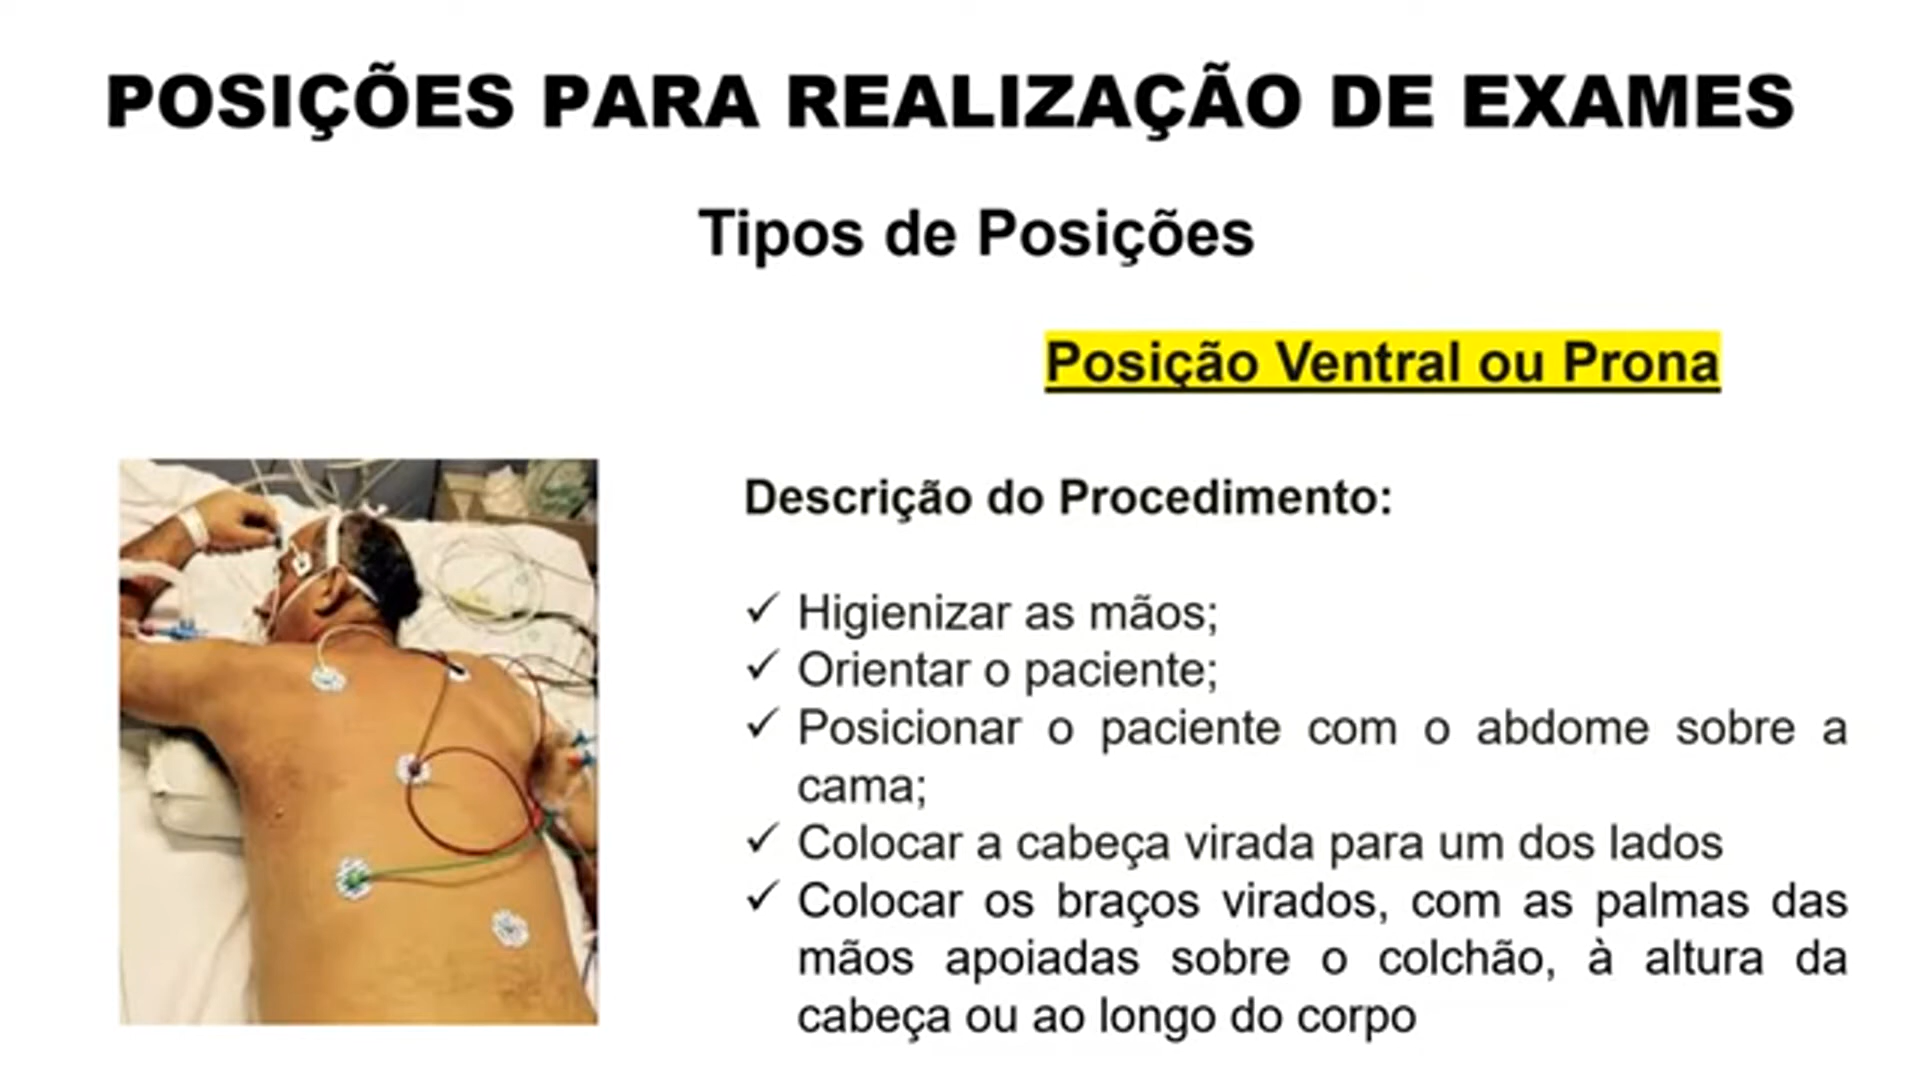 POSIÇÕES PARA REALIZAÇÃO DE EXAMES
Tipos de Posições
Posição Ventral ou Prona
Descrição do Procedimento:
✓ Higienizar as mãos;
✓ Orientar o paciente;
✓ Posicionar o paciente com o abdome sobre a
cama;
✓ Colocar a cabeça virada para um dos lados
✓ Colocar os braços virados, com as palmas das
mãos apoiadas sobre o colchão, à altura da
cabeça ou ao longo do corpo